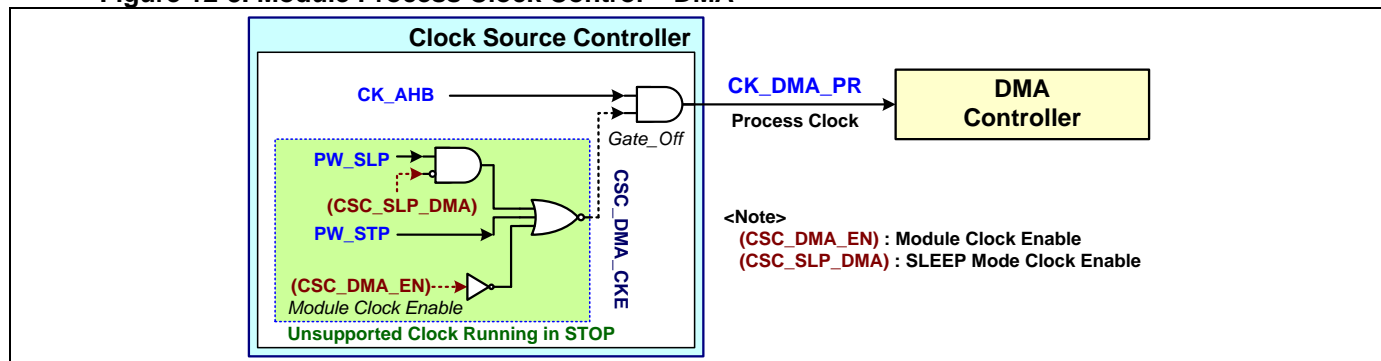 Clock Source Controller
CK_AHB
CK_DMA_PR
Process Clock
DMA
Controller
Gate_Off
PW_SLP
(CSC_SLP_DMA)
PW_STP
(CSC_DMA_EN)
Module Clock Enable
Unsupported Clock Running in STOP
CSC_DMA_CKE
<Note>
(CSC_DMA_EN) : Module Clock Enable
(CSC_SLP_DMA) : SLEEP Mode Clock Enable